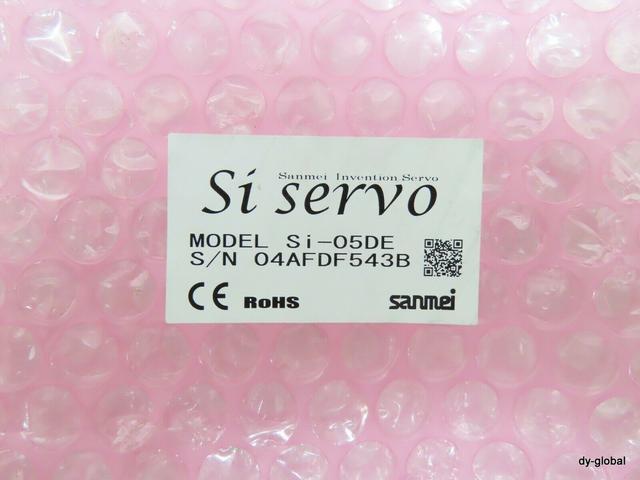 Sanmei Invention Servo
Si servo
MODEL Si-05DE
S/N 04AFDF543B
CE RoHS sanmei
dy-global